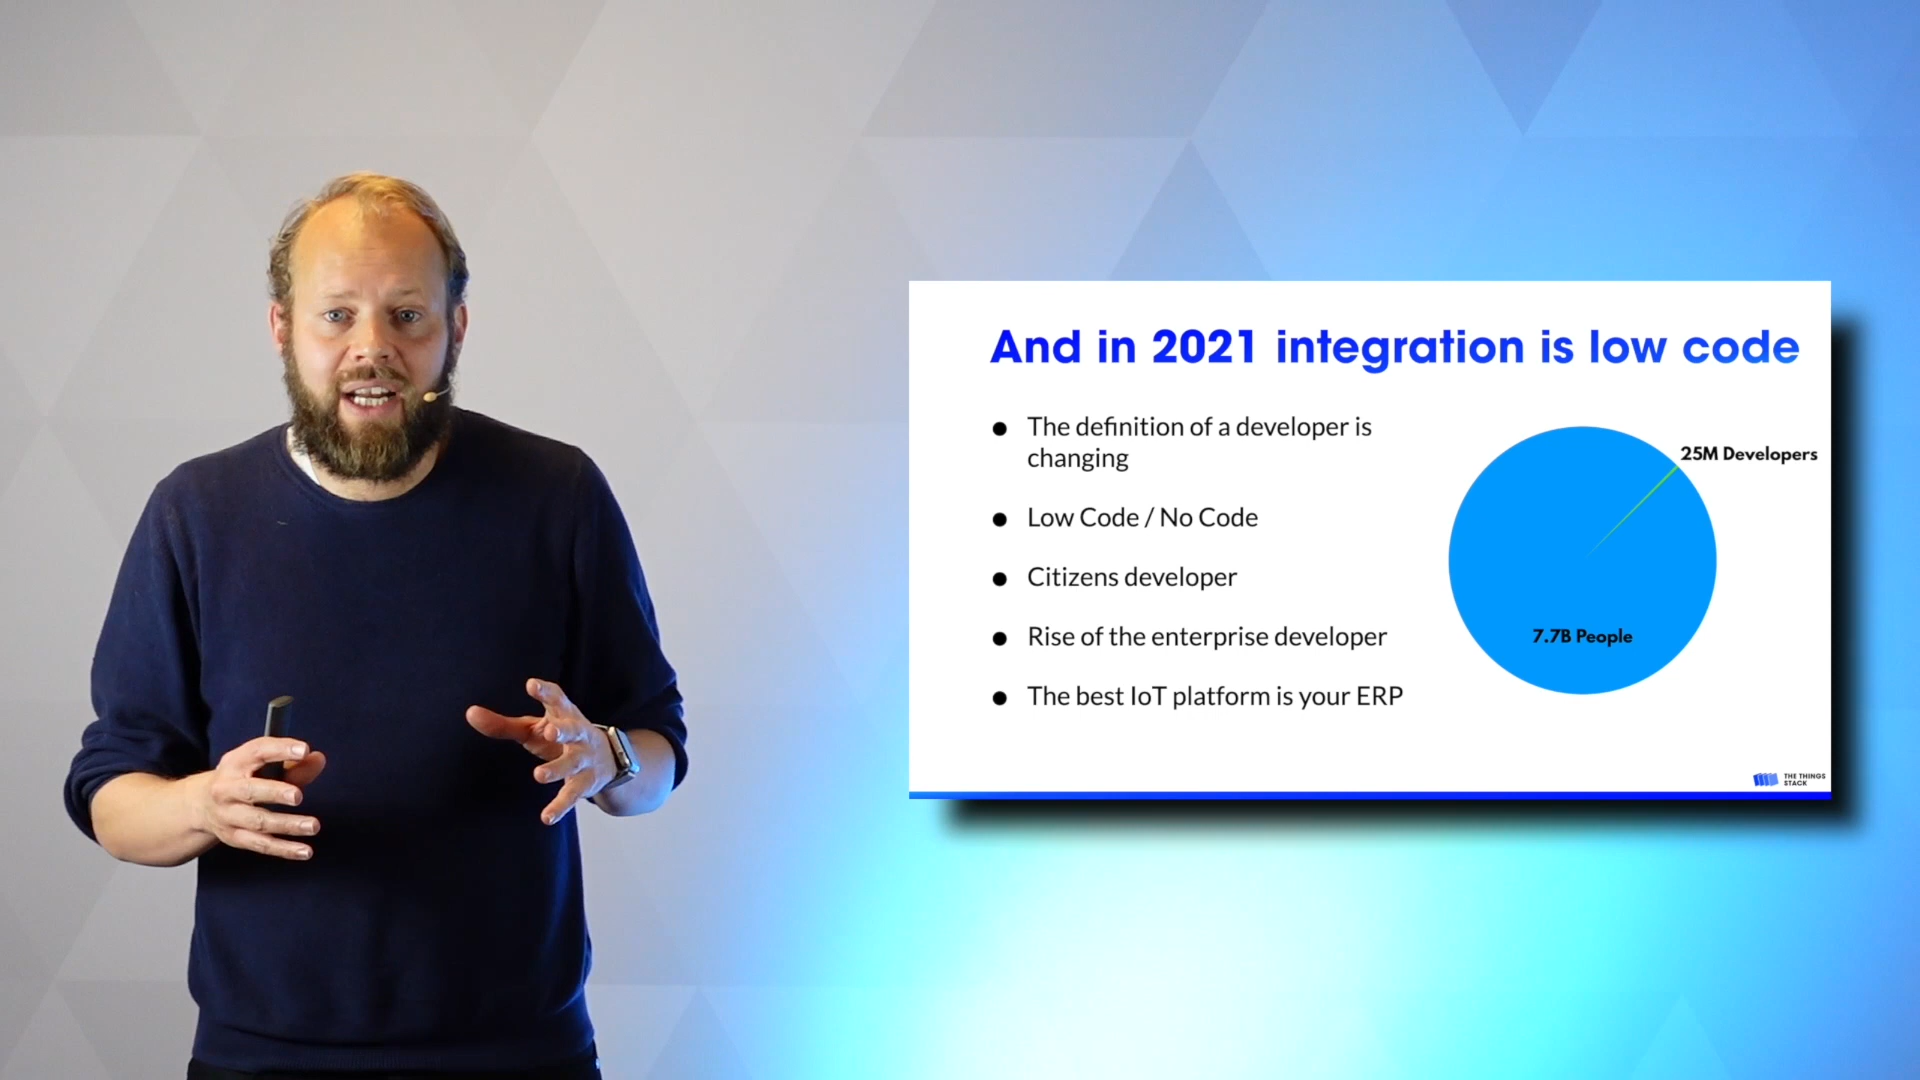 And in 2021 integration is low code
● The definition of a developer is
changing
● Low Code / No Code
● Citizens developer
● Rise of the enterprise developer
● The best IoT platform is your ERP
25M Developers
7.7B People
THE THINGS
STACK